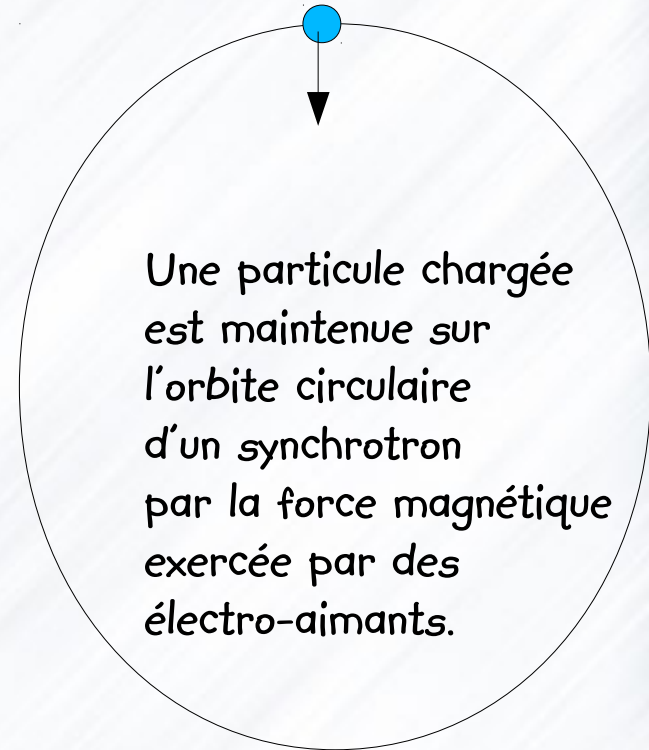 Une particule chargée
est maintenue sur
l'orbite circulaire
d'un synchrotron
par la force magnétique
exercée par des
électro-aimants.